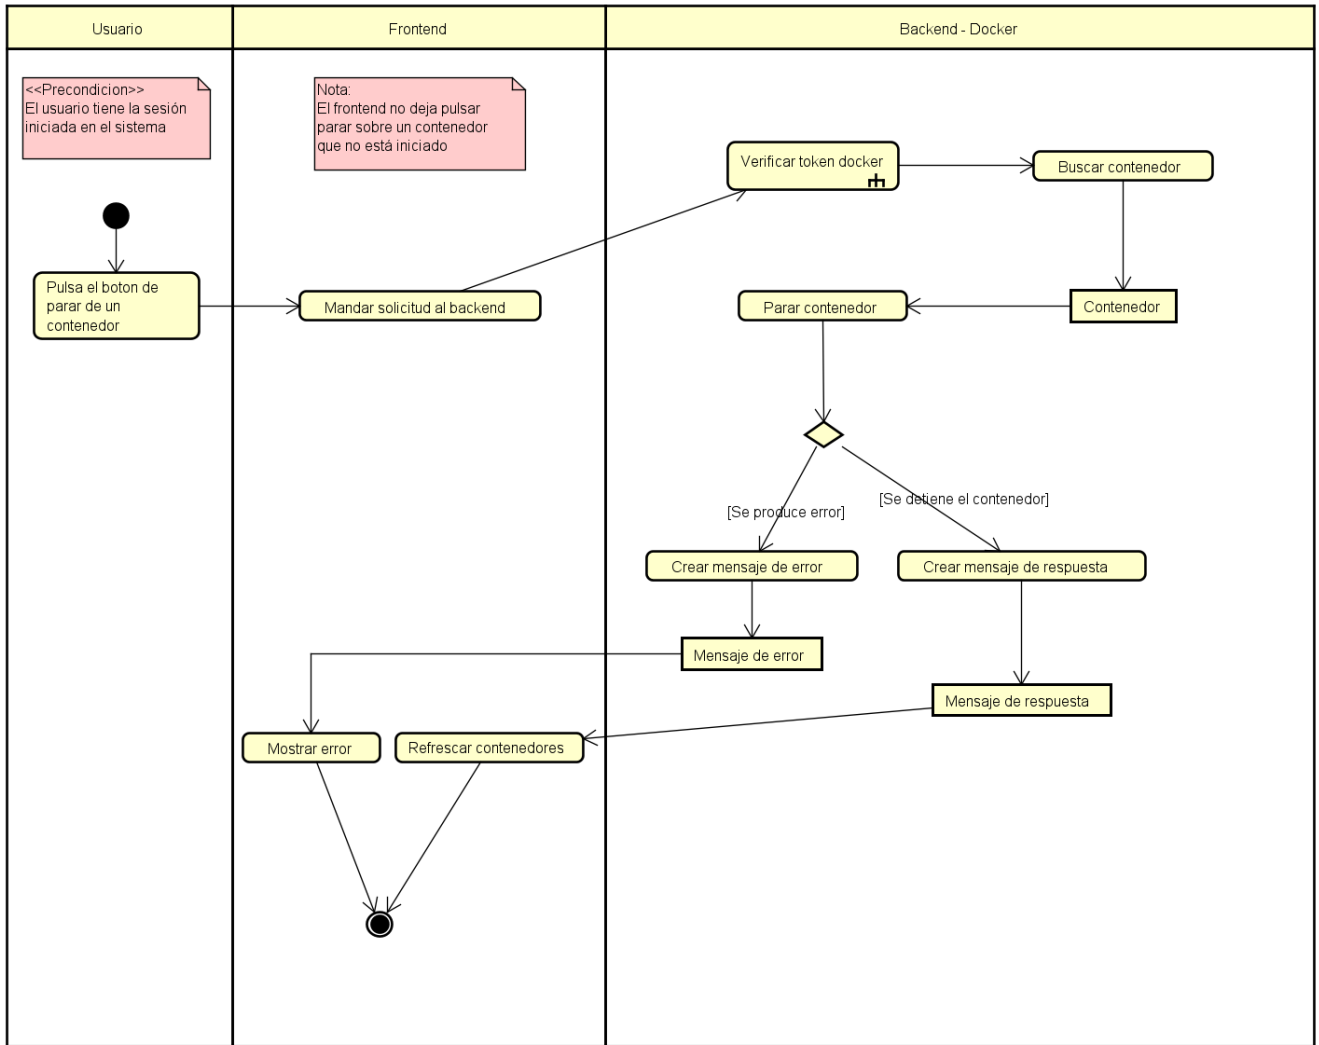 Usuario
Frontend
Backend - Docker
<<Precondicion>>
El usuario tiene la sesión
iniciada en el sistema
Nota:
El frontend no deja pulsar
parar sobre un contenedor
que no está iniciado
Verificar token docker
Buscar contenedor
Pulsa el boton de
parar de un
contenedor
Mandar solicitud al backend
Parar contenedor
Contenedor
[Se produce error]
[Se detiene el contenedor]
Crear mensaje de error
Crear mensaje de respuesta
Mensaje de error
Mensaje de respuesta
Mostrar error
Refrescar contenedores